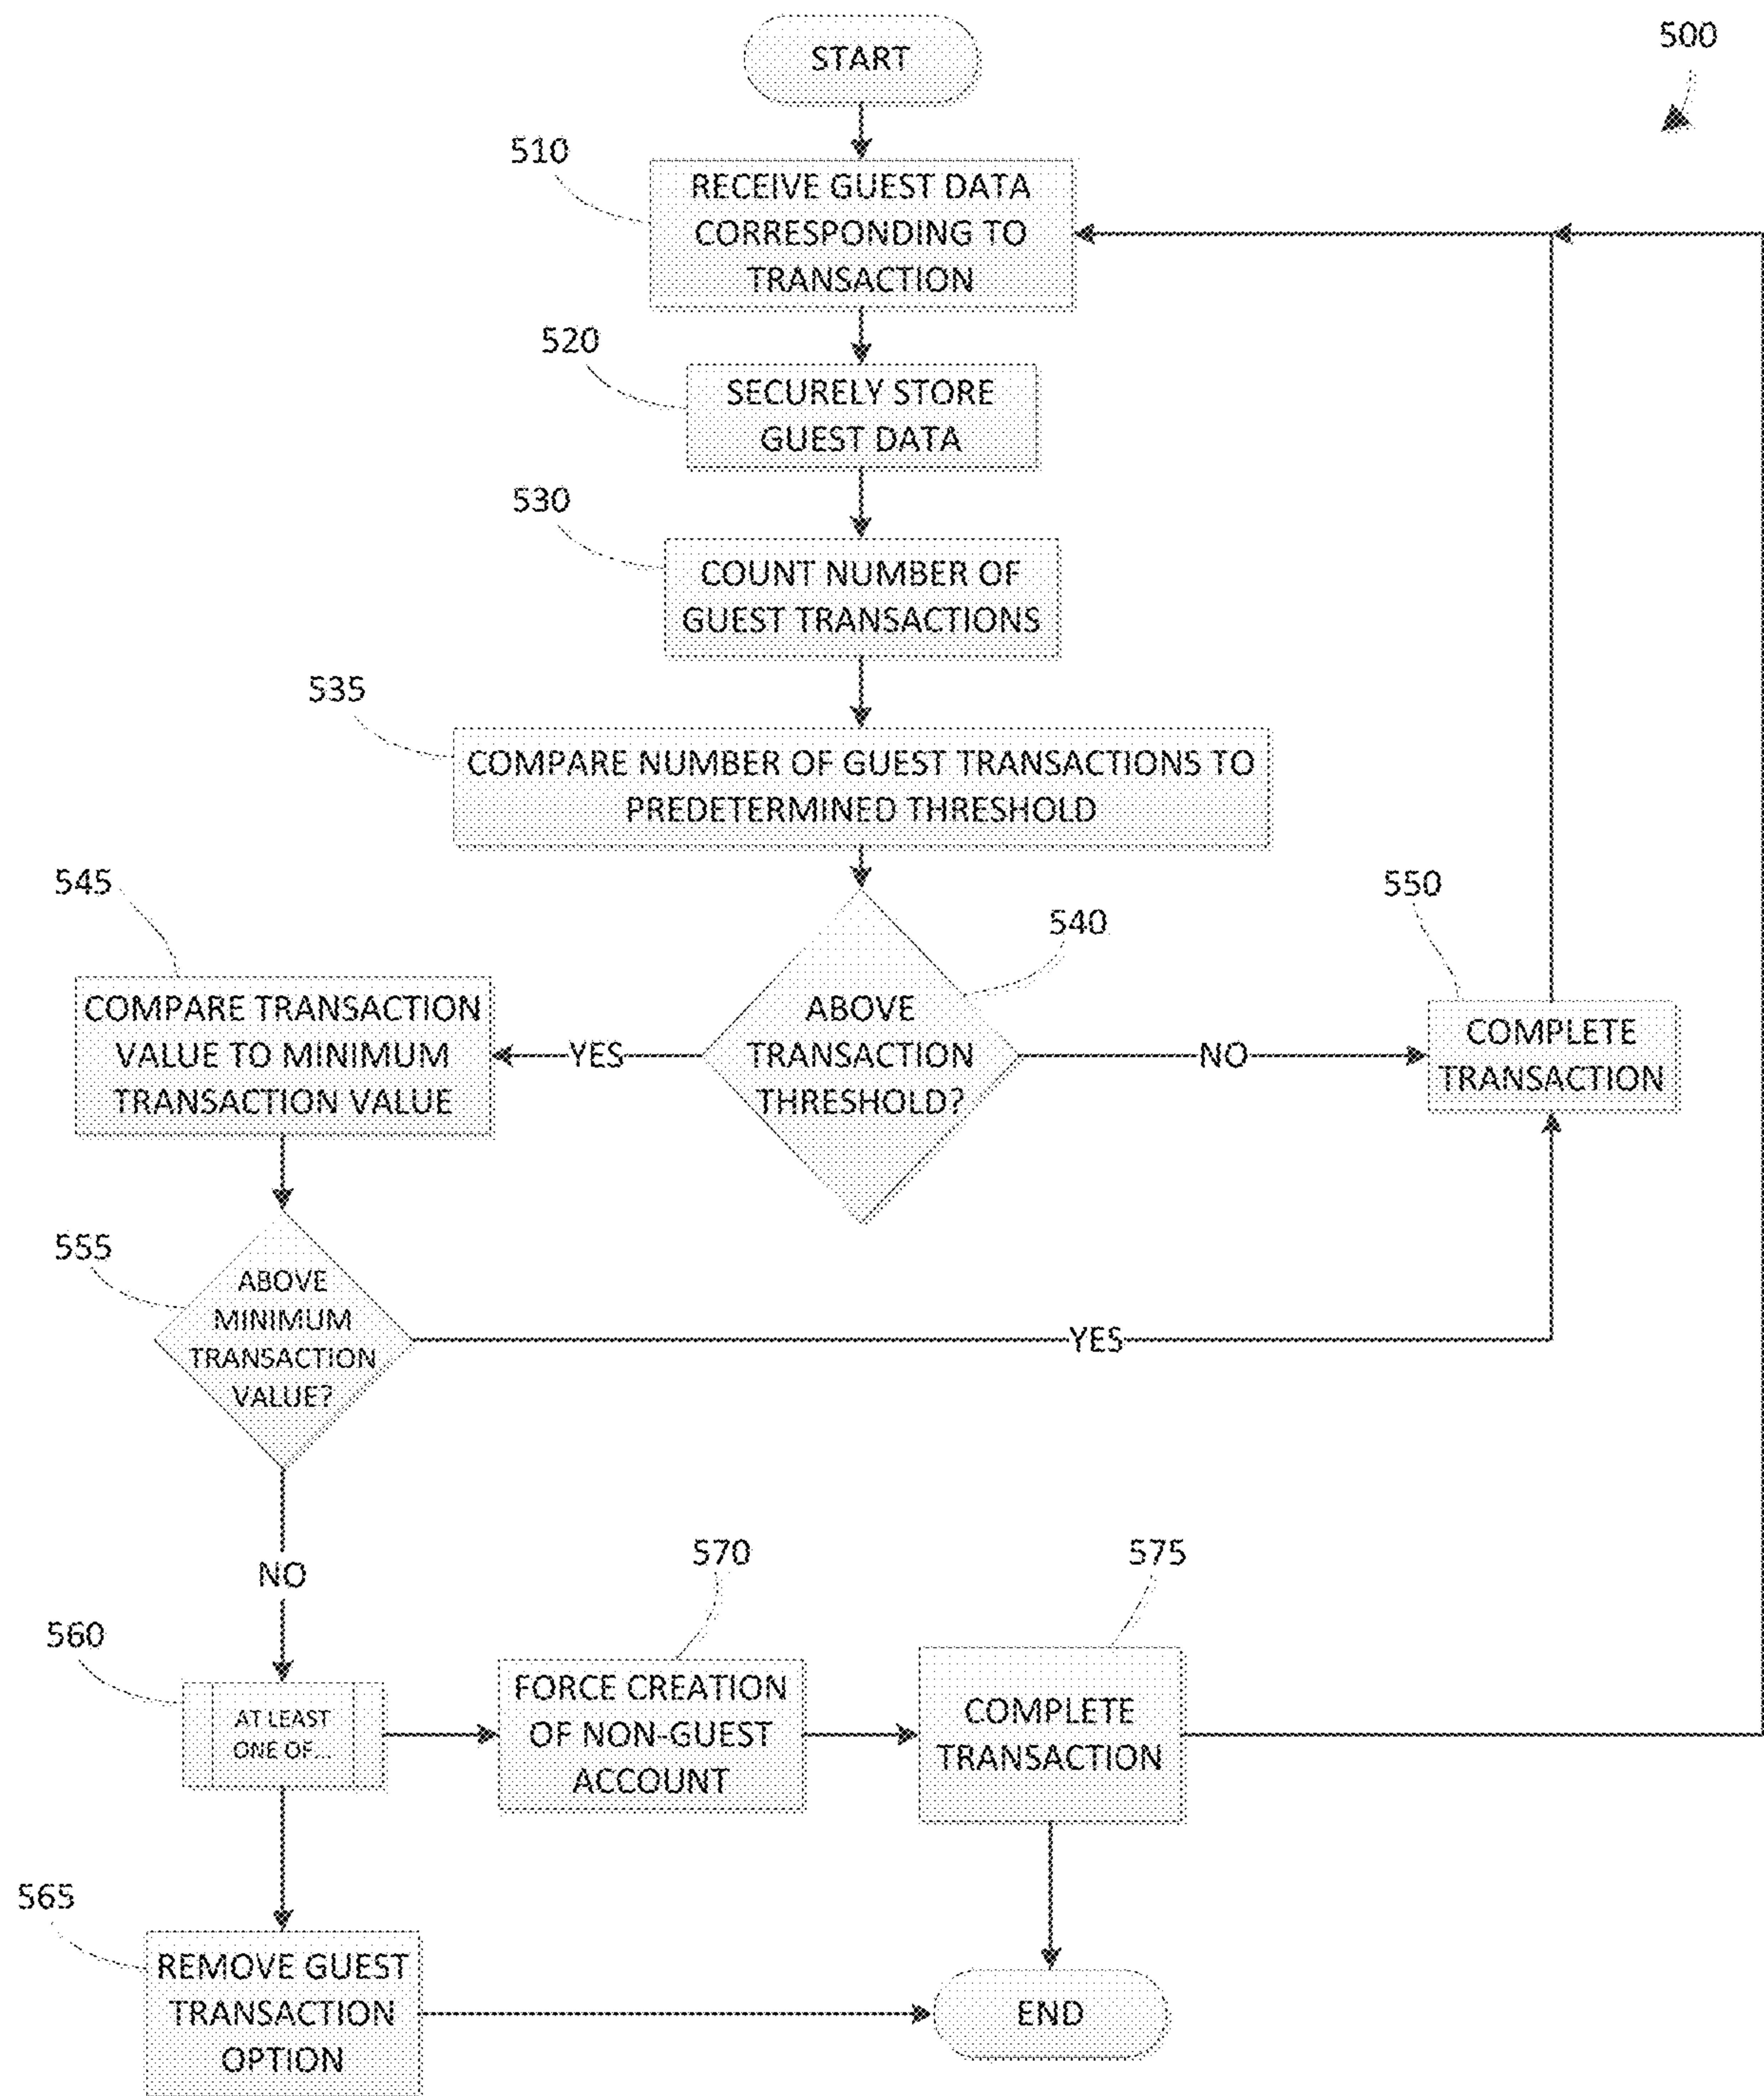 START
500
510
RECEIVE GUEST DATA
CORRESPONDING TO
TRANSACTION
520
SECURELY STORE
GUEST DATA
530
COUNT NUMBER OF
GUEST TRANSACTIONS
535
COMPARE NUMBER OF GUEST TRANSACTIONS TO
PREDETERMINED THRESHOLD
545
540
550
COMPARE TRANSACTION
VALUE TO MINIMUM
TRANSACTION VALUE
YES
ABOVE
TRANSACTION
THRESHOLD?
NO
COMPLETE
TRANSACTION
555
ABOVE
MINIMUM
TRANSACTION
VALUE?
YES
NO
560
AT LEAST
ONE OF...
570
FORCE CREATION
OF NON-GUEST
ACCOUNT
575
COMPLETE
TRANSACTION
565
REMOVE GUEST
TRANSACTION
OPTION
END